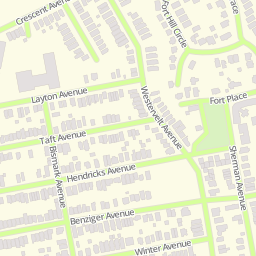 Crescent Avenue
Fort Hill Circle
Layton Avenue
Fort Place
Westervelt Avenue
Taft Avenue
Bismark Avenue
Hendricks Avenue
Sherman Avenue
Benziger Avenue
Winter Avenue